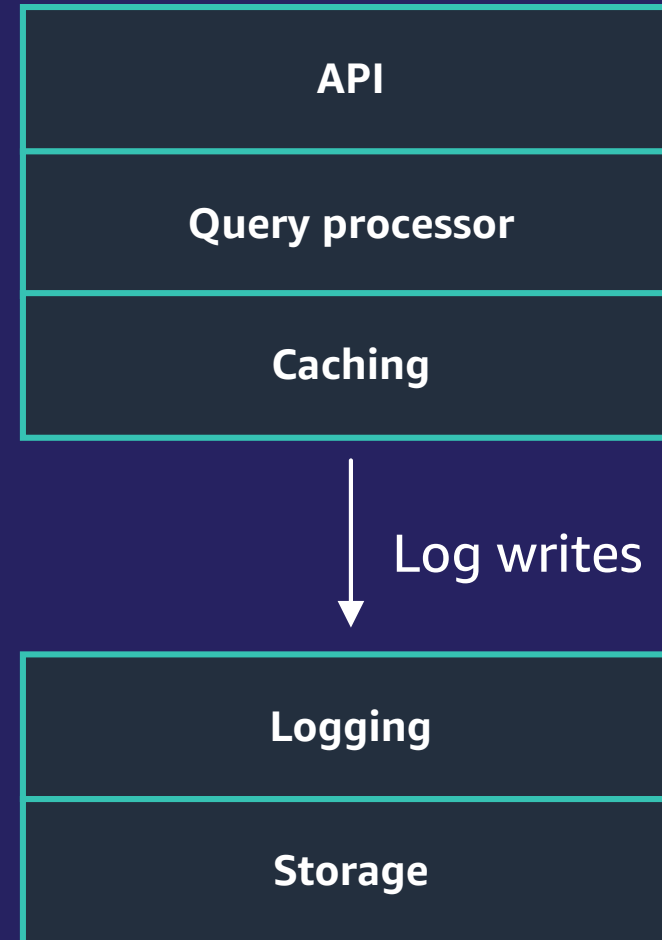 API
Query processor
Caching
Log writes
Logging
Storage